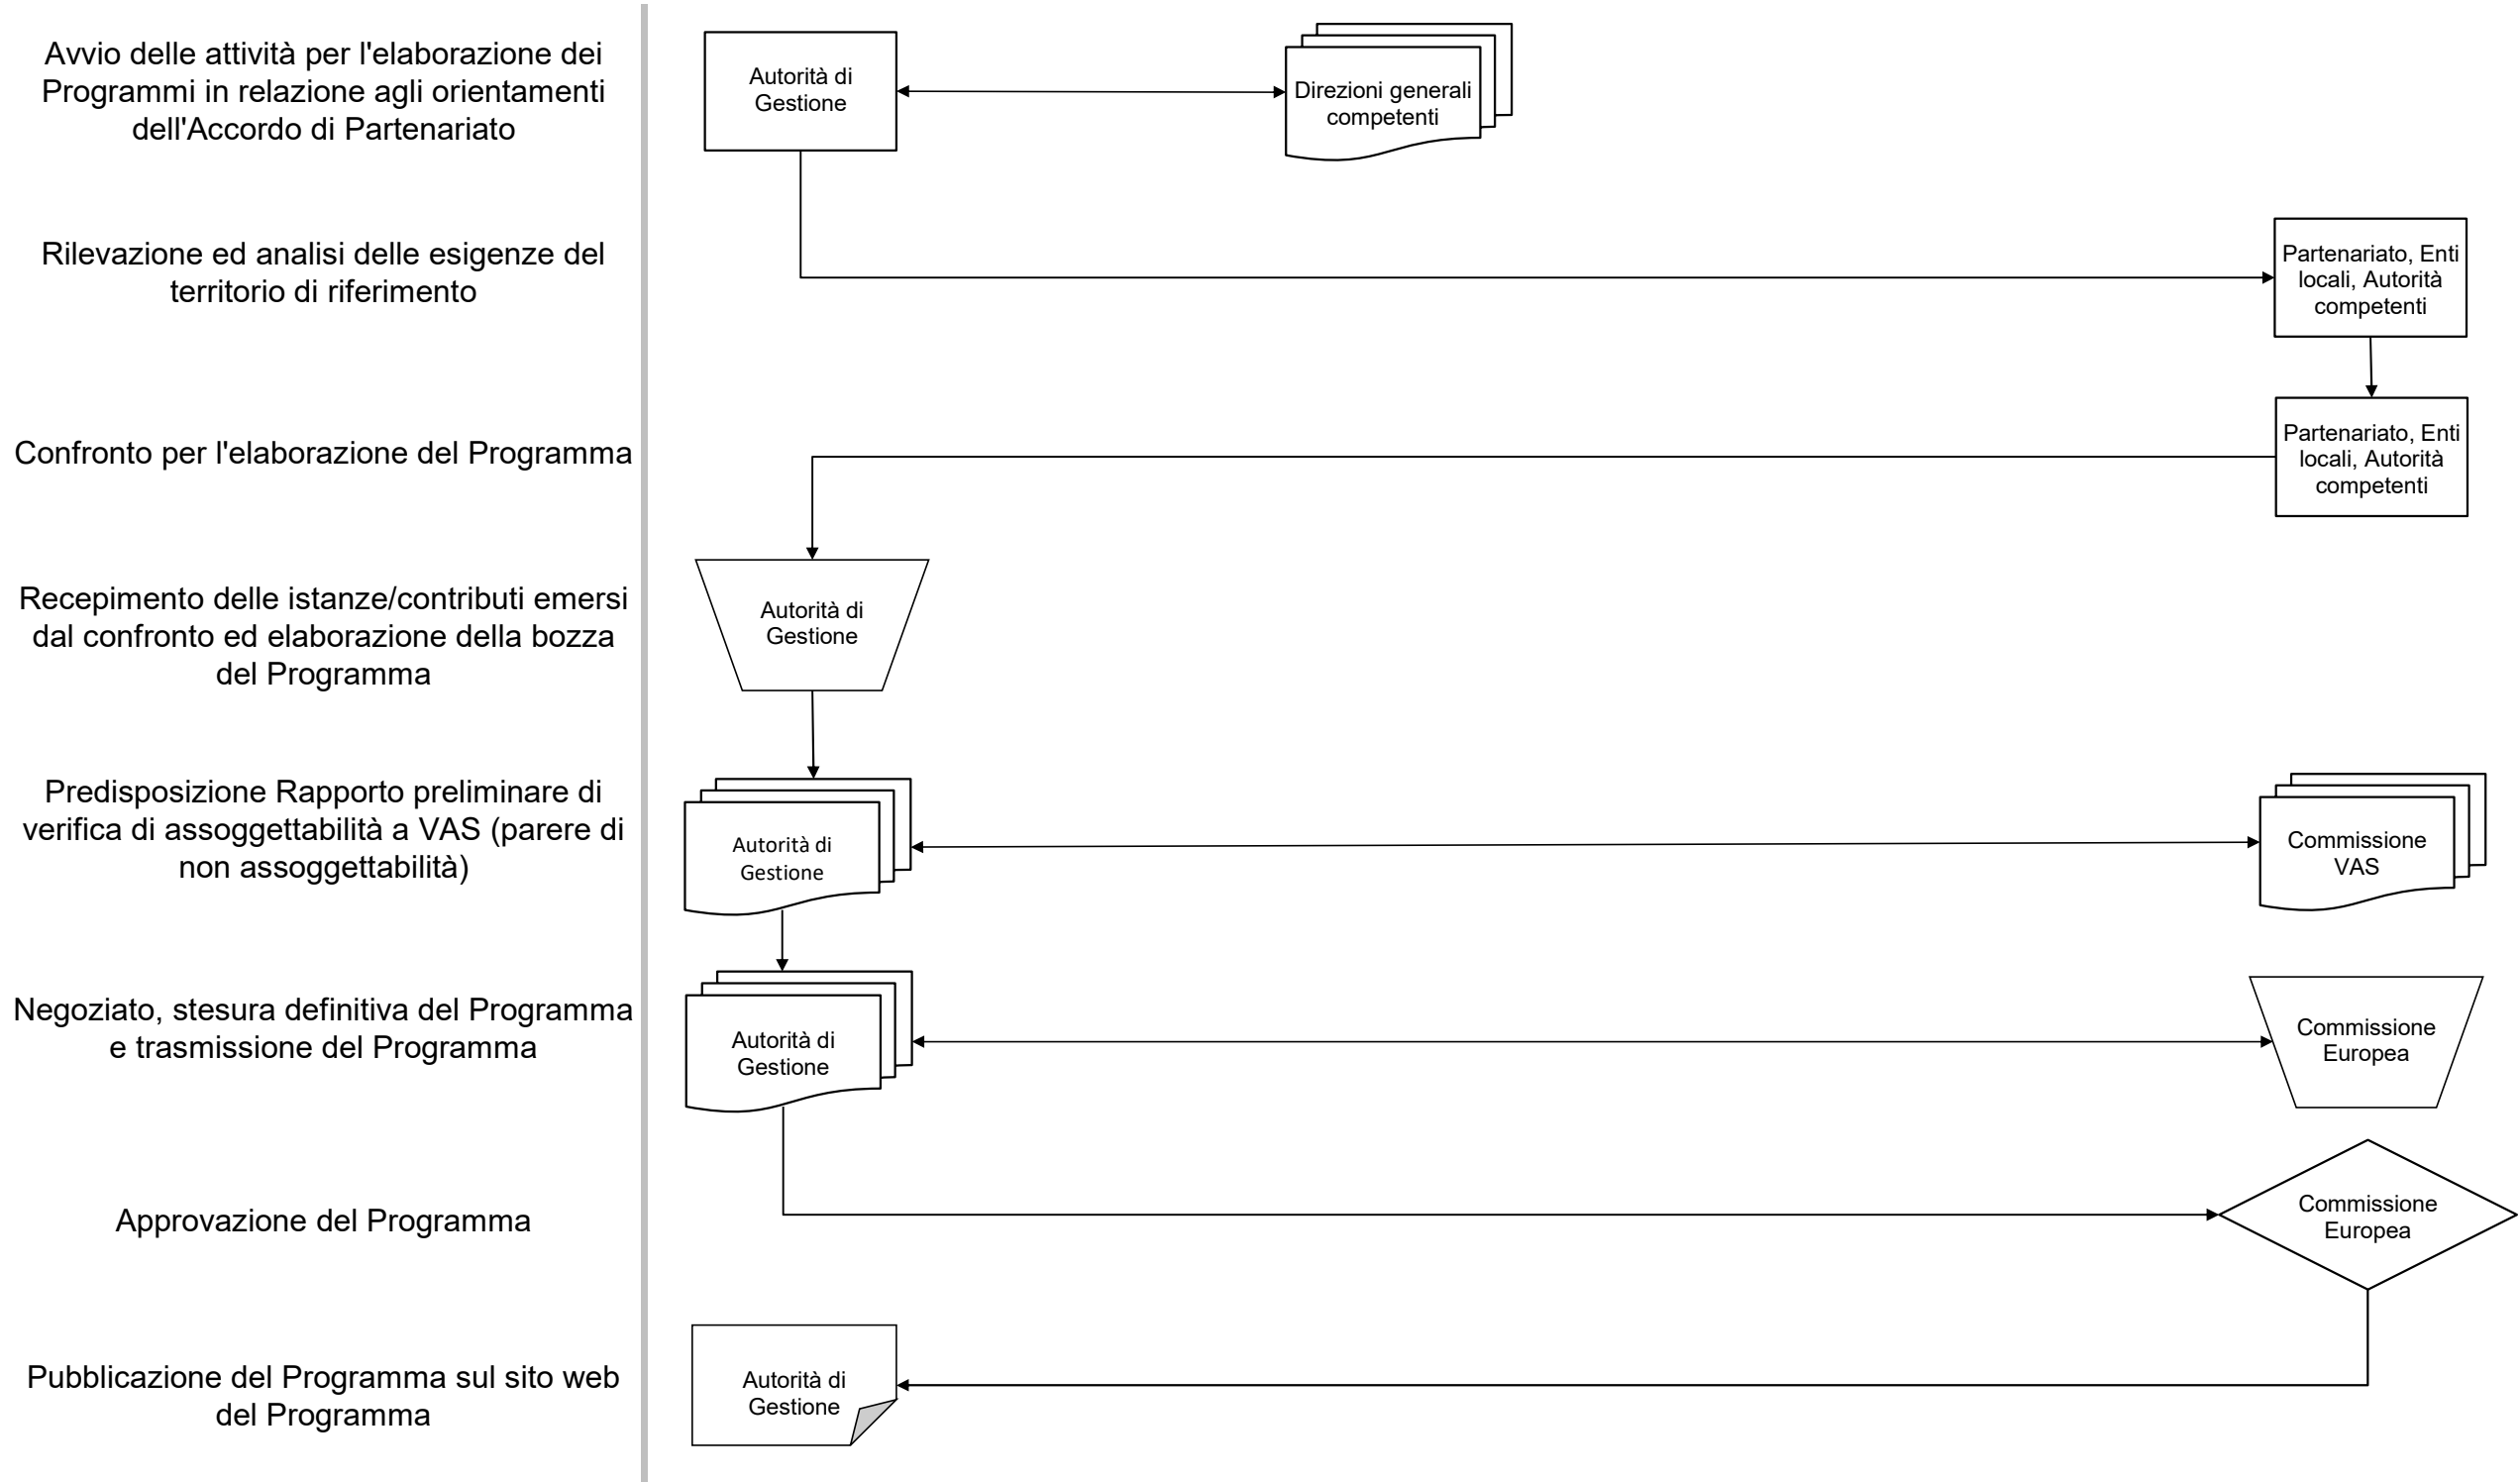 Avvio delle attività per l'elaborazione dei
Programmi in relazione agli orientamenti
dell'Accordo di Partenariato
Autorità di
Gestione
Direzioni generali
competenti
Rilevazione ed analisi delle esigenze del
territorio di riferimento
Partenariato, Enti
locali, Autorità
competenti
Confronto per l'elaborazione del Programma
Partenariato, Enti
locali, Autorità
competenti
Recepimento delle istanze/contributi emersi
dal confronto ed elaborazione della bozza
del Programma
Autorità di
Gestione
Predisposizione Rapporto preliminare di
verifica di assoggettabilità a VAS (parere di
non assoggettabilità)
Autorità di
Gestione
Commissione
VAS
Negoziato, stesura definitiva del Programma
e trasmissione del Programma
Autorità di
Gestione
Commissione
Europea
Approvazione del Programma
Commissione
Europea
Pubblicazione del Programma sul sito web
del Programma
Autorità di
Gestione